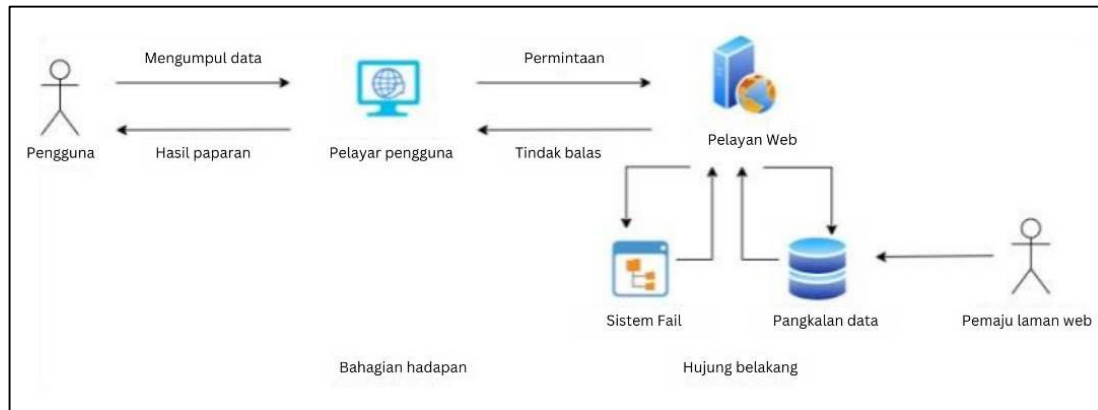 Mengumpul data
Permintaan
Pengguna
Hasil paparan
Pelayar pengguna
Tindak balas
Pelayan Web
Sistem Fail
Pangkalan data
Pemaju laman web
Bahagian hadapan
Hujung belakang